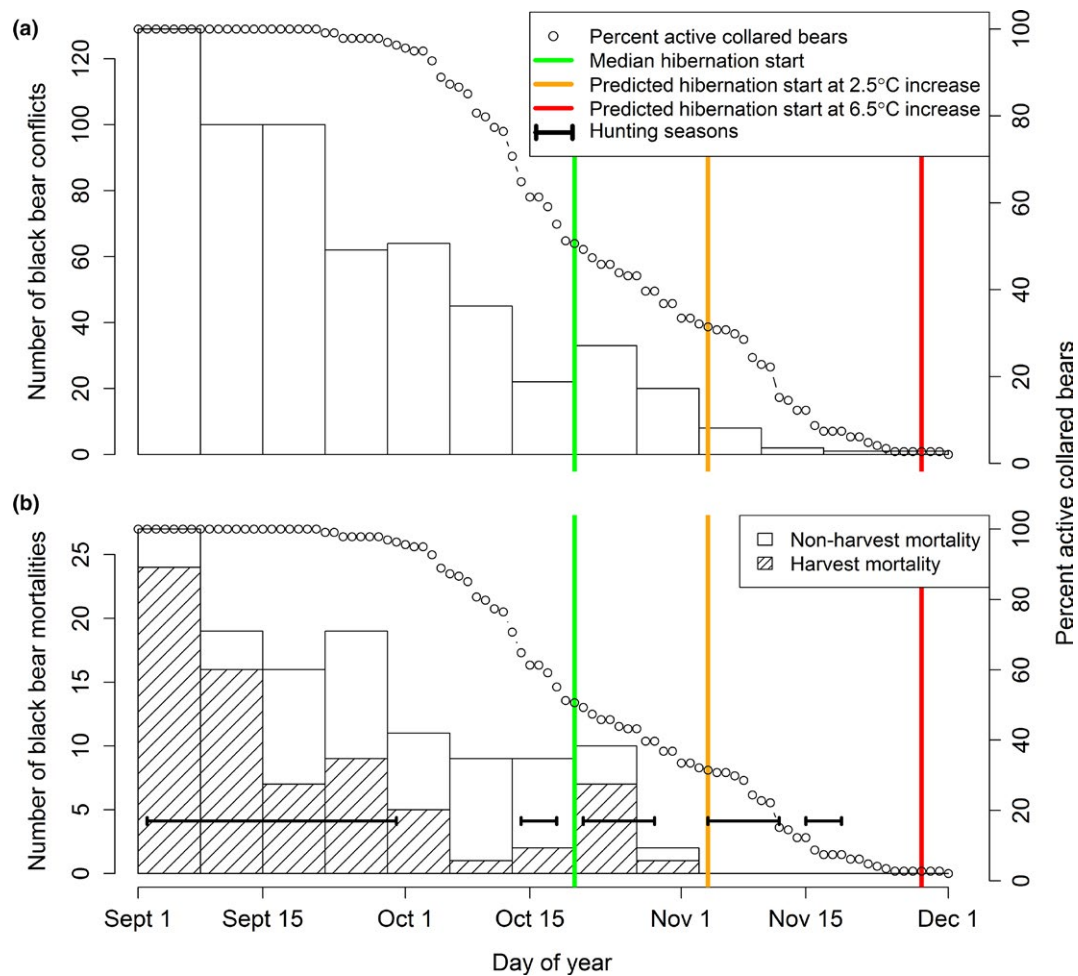 (a)
Number of black bear conflicts
120
100
80
60
40
20
0
Percent active collared bears
Median hibernation start
Predicted hibernation start at 2.5°C increase
Predicted hibernation start at 6.5°C increase
Hunting seasons
100
80
60
40
20
0
Percent active collared bears
(b)
Number of black bear mortalities
25
20
15
10
5
0
Non-harvest mortality
Harvest mortality
100
80
60
40
20
0
Sept 1 Sept 15 Oct 1 Oct 15 Nov 1 Nov 15 Dec 1
Day of year